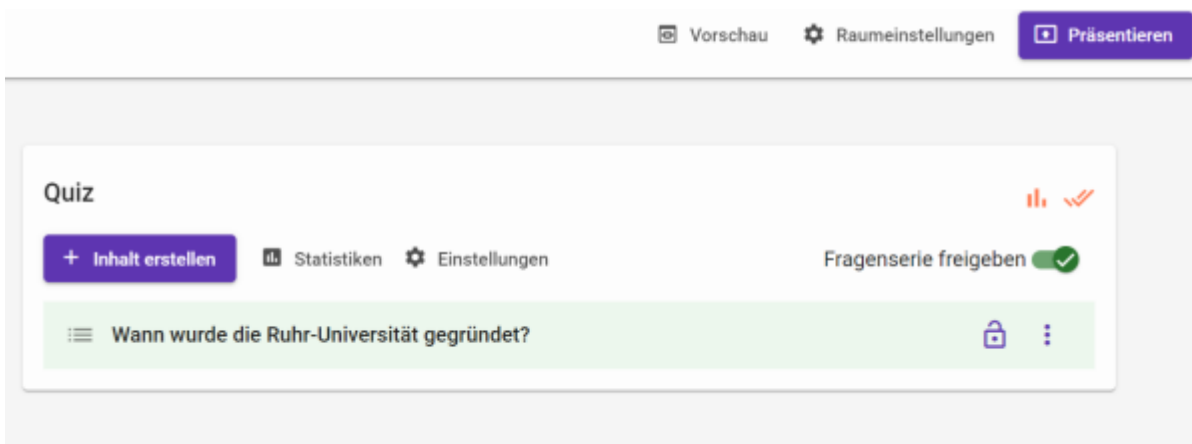 Vorschau Raumeinstellungen Präsentieren
Quiz
+ Inhalt erstellen Statistiken Einstellungen Fragenserie freigeben
Wann wurde die Ruhr-Universität gegründet?